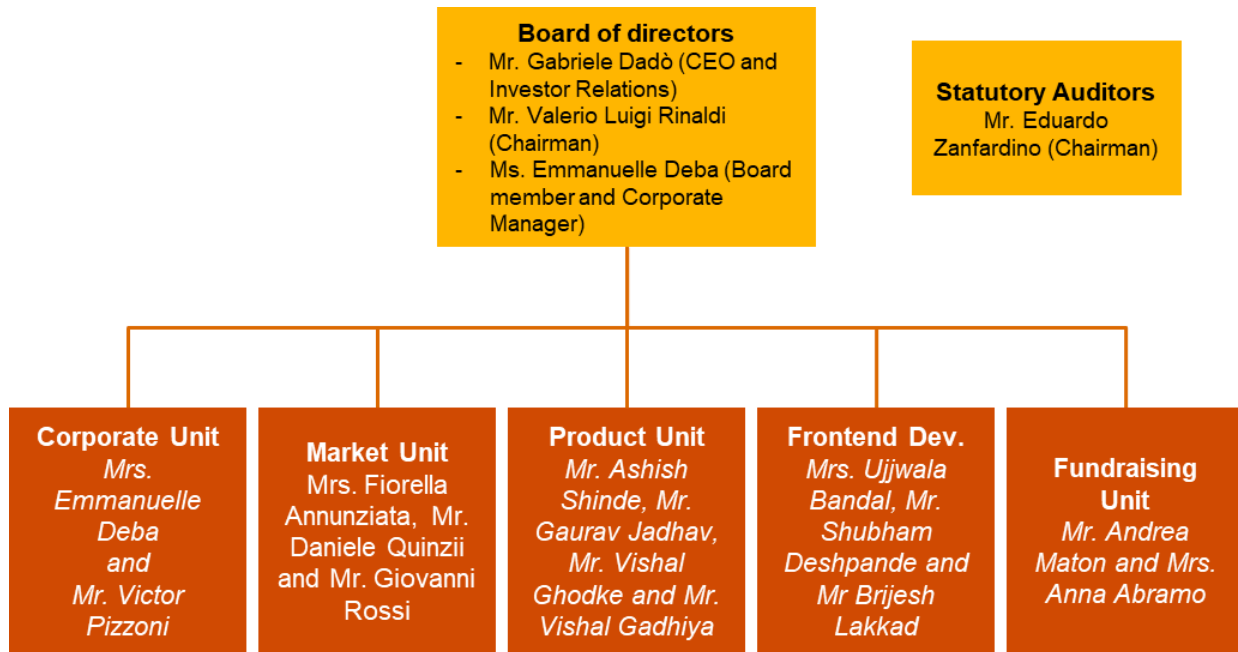 Board of directors
- Mr. Gabriele Dadò (CEO and
Investor Relations)
- Mr. Valerio Luigi Rinaldi
(Chairman)
- Ms. Emmanuelle Deba (Board
member and Corporate
Manager)
Statutory Auditors
Mr. Eduardo
Zanfardino (Chairman)
Corporate Unit
Mrs.
Emmanuelle
Deba
and
Mr. Victor
Pizzoni
Market Unit
Mrs. Fiorella
Annunziata, Mr.
Daniele Quinzii
and Mr. Giovanni
Rossi
Product Unit
Mr. Ashish
Shinde, Mr.
Gaurav Jadhav,
Mr. Vishal
Ghodke and Mr.
Vishal Gadhiya
Frontend Dev.
Mrs. Ujjwala
Bandal, Mr.
Shubham
Deshpande and
Mr Brijesh
Lakkad
Fundraising
Unit
Mr. Andrea
Maton and Mrs.
Anna Abramo